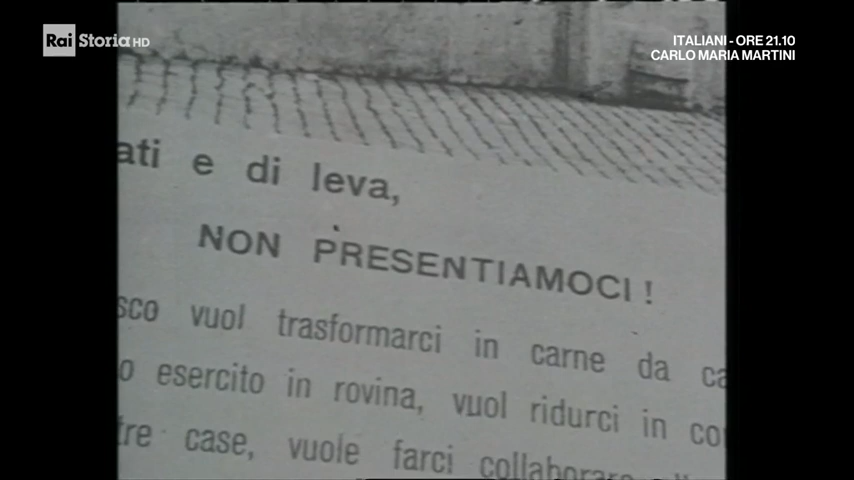 Rai Storia HD
ITALIANI - ORE 21.10
CARLO MARIA MARTINI
ati e di leva,
NON PRESENTIAMOCI !
sco vuol trasformarci in carne da ca
o esercito in rovina, vuol ridurci in co
tre case, vuole farci collaborare